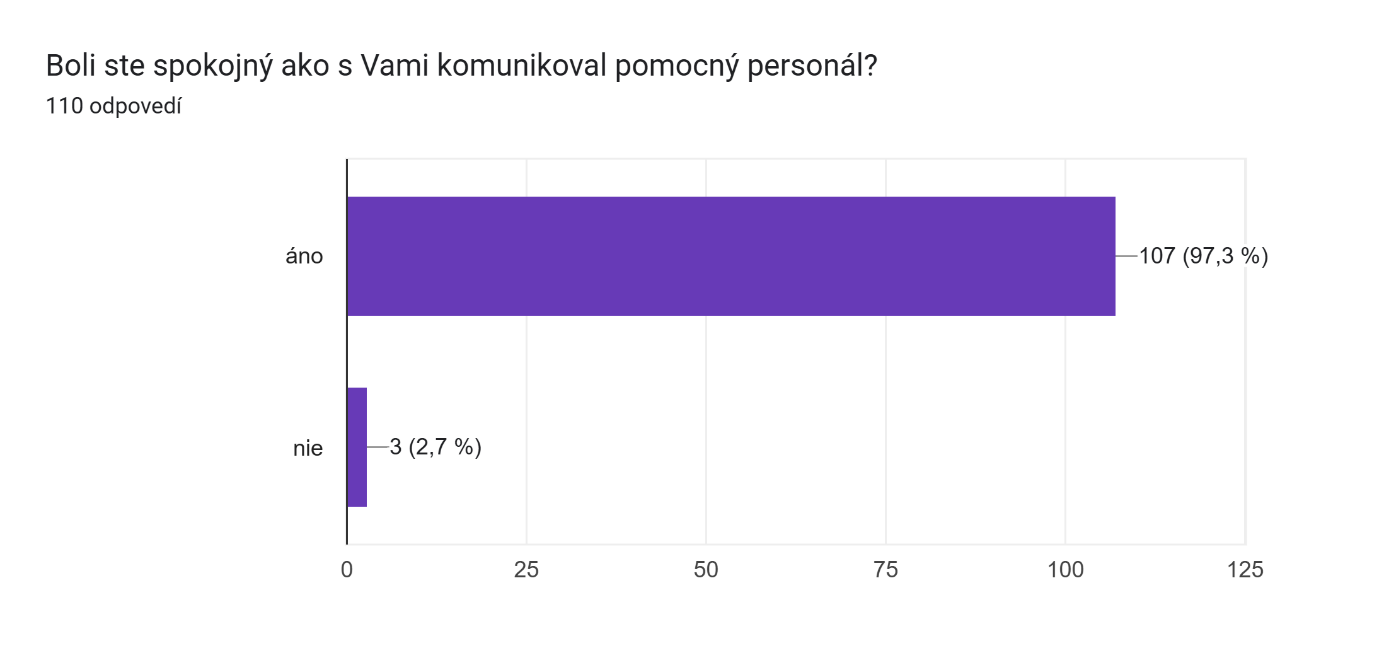 Boli ste spokojný ako s Vami komunikoval pomocný personál?
110 odpovedí
áno
107 (97,3 %)
nie
3 (2,7 %)
0 25 50 75 100 125